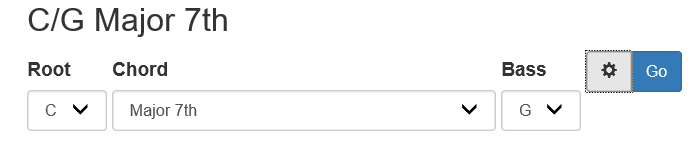 C/G Major 7th
Root Chord Bass
Go
C Major 7th G